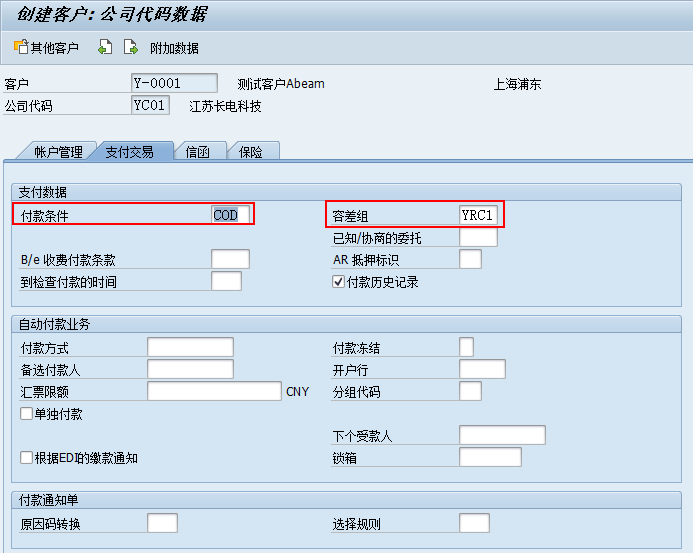 创建客户: 公司代码数据
其他客户 附加数据
客户 Y-0001 测试客户Abeam 上海浦东
公司代码 YC01 江苏长电科技
帐户管理 支付交易 信函 保险
支付数据
付款条件 COD 容差组 YRC1
已知/协商的委托
B/e 收费付款条款 AR 抵押标识
到检查付款的时间 付款历史记录
自动付款业务
付款方式 付款冻结
备选付款人 开户行
汇票限额 CNY 分组代码
单独付款
下个受款人
根据EDI的缴款通知 锁箱
付款通知单
原因码转换 选择规则